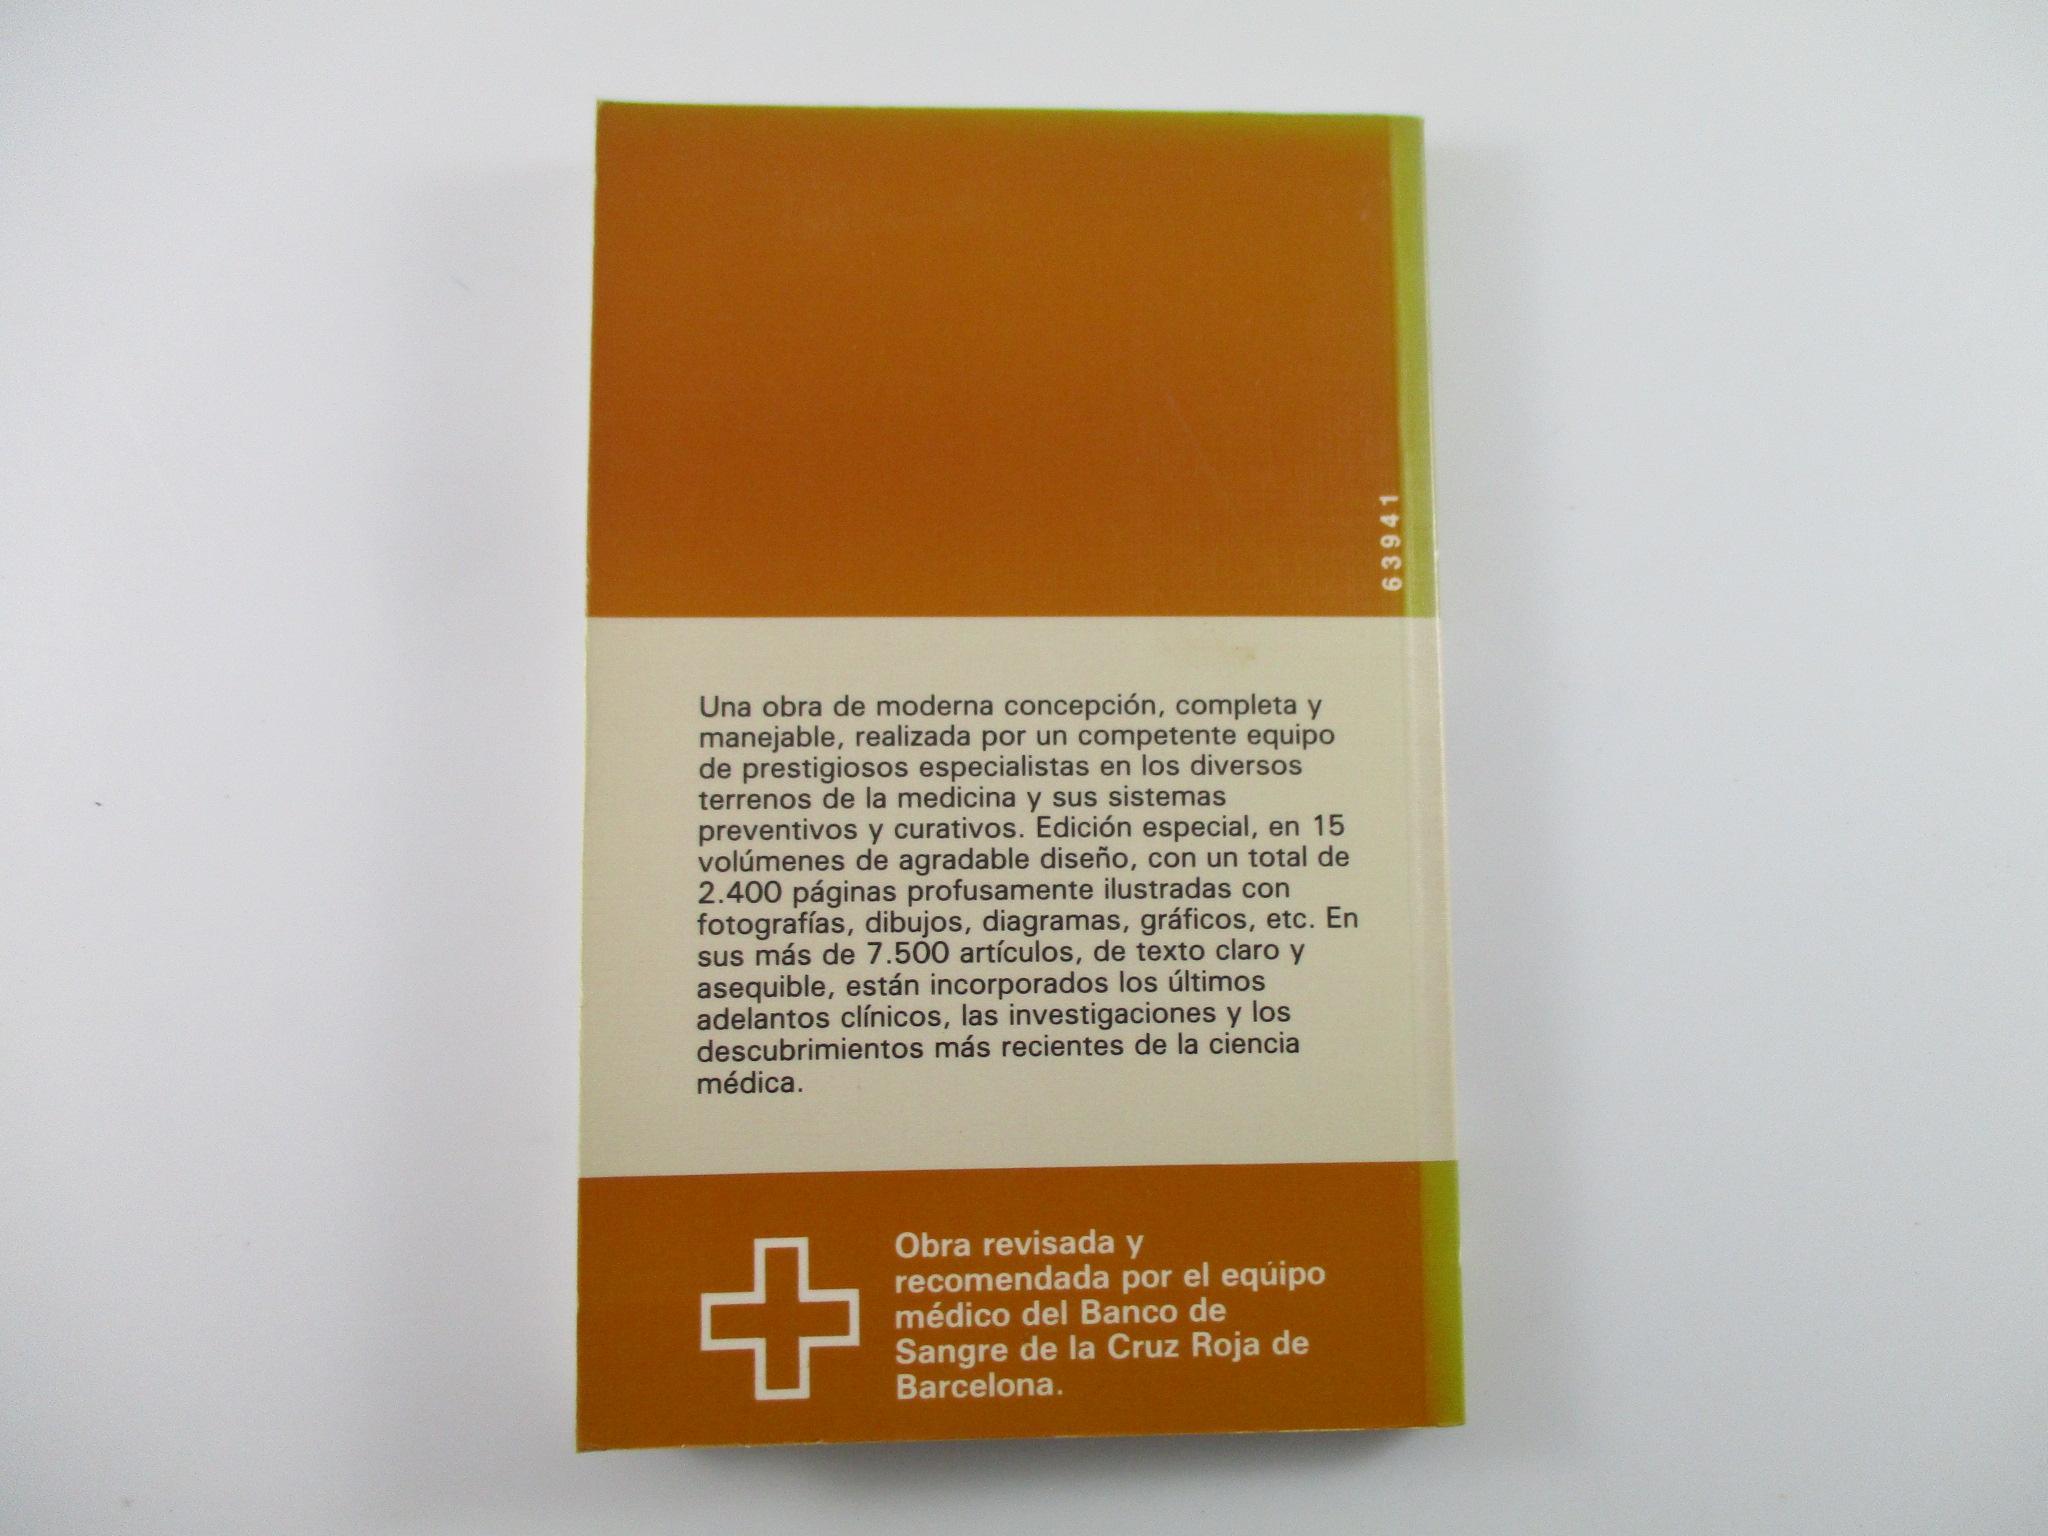 639941
Una obra de moderna concepción, completa y
manejable, realizada por un competente equipo
de prestigiosos especialistas en los diversos
terrenos de la medicina y sus sistemas
preventivos y curativos. Edición especial, en 15
volúmenes de agradable diseño, con un total de
2.400 páginas profusamente ilustradas con
fotografías, dibujos, diagramas, gráficos, etc. En
sus más de 7.500 artículos, de texto claro y
asequible, están incorporados los últimos
adelantos clínicos, las investigaciones y los
descubrimientos más recientes de la ciencia
médica.
Obra revisada y
recomendada por el eqúipo
médico del Banco de
Sangre de la Cruz Roja de
Barcelona.